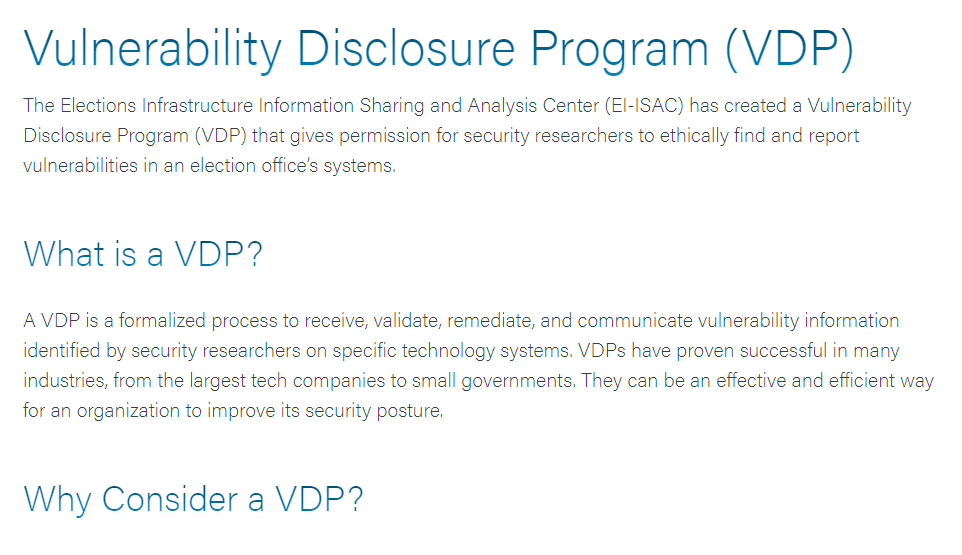 Vulnerability Disclosure Program (VDP)
The Elections Infrastructure Information Sharing and Analysis Center (EI-ISAC) has created a Vulnerability
Disclosure Program (VDP) that gives permission for security researchers to ethically find and report
vulnerabilities in an election office’s systems.
What is a VDP?
A VDP is a formalized process to receive, validate, remediate, and communicate vulnerability information
identified by security researchers on specific technology systems. VDPs have proven successful in many
industries, from the largest tech companies to small governments. They can be an effective and efficient way
for an organization to improve its security posture.
Why Consider a VDP?